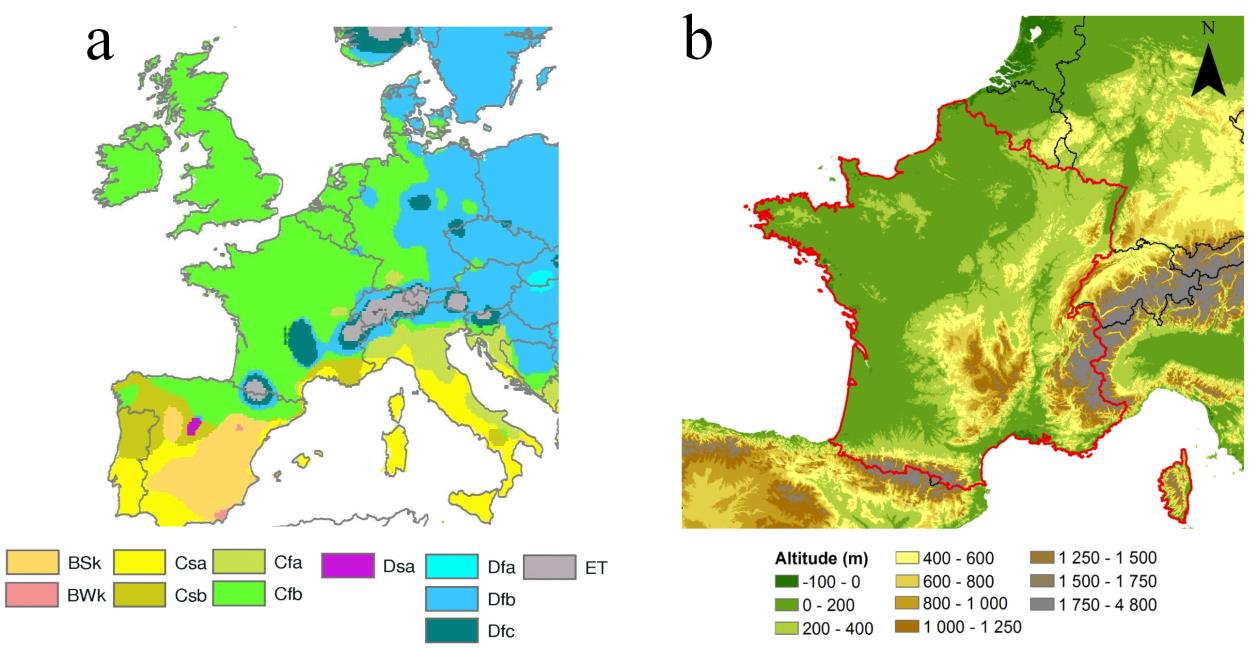 a
b
N
BSk
Csa
Cfa
Dsa
Dfa
ET
BWk
Csb
Cfb
Dfb
Dfc
Altitude (m)
-100 - 0
0 - 200
200 - 400
400 - 600
600 - 800
800 - 1 000
1 000 - 1 250
1 250 - 1 500
1 500 - 1 750
1 750 - 4 800